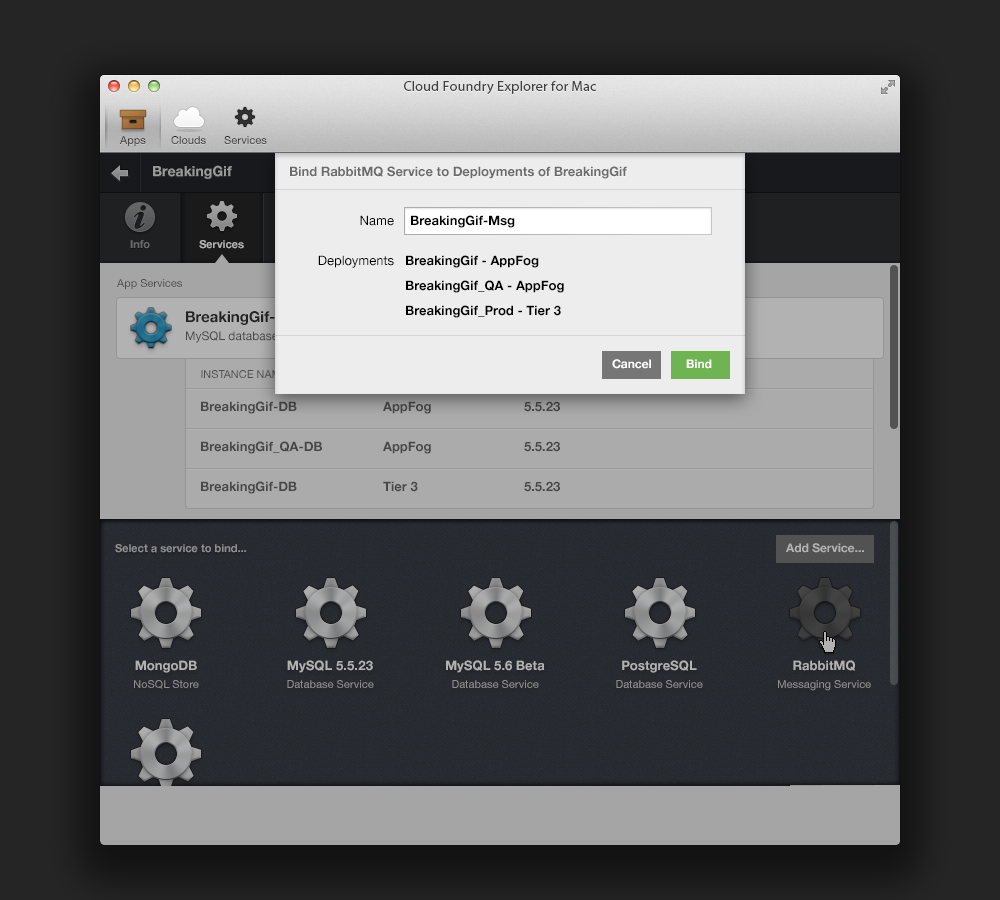 Cloud Foundry Explorer for Mac
Apps
Clouds
Services
BreakingGif
Info
Services
Bind RabbitMQ Service to Deployments of BreakingGif
Name
BreakingGif-Msg
Deployments
BreakingGif - AppFog
BreakingGif_QA - AppFog
BreakingGif_Prod - Tier 3
Cancel
Bind
App Services
BreakingGif-
MySQL database
INSTANCE NAM
BreakingGif-DB AppFog 5.5.23
BreakingGif_QA-DB AppFog 5.5.23
BreakingGif-DB Tier 3 5.5.23
Select a service to bind...
Add Service...
MongoDB
NoSQL Store
MySQL 5.5.23
Database Service
MySQL 5.6 Beta
Database Service
PostgreSQL
Database Service
RabbitMQ
Messaging Service